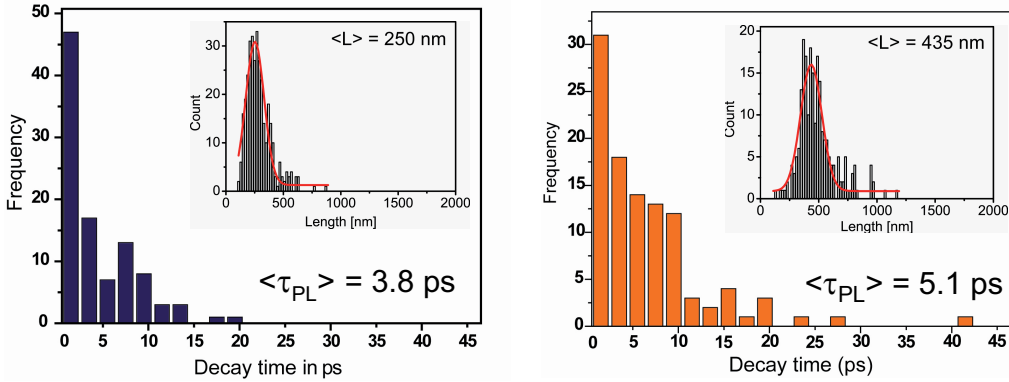 50
40
30
20
10
0
Frequency
0 5 10 15 20 25 30 35 40 45
Decay time in ps
<τPL> = 3.8 ps
<L> = 250 nm
30
20
10
0
Count
0 500 1000 1500 2000
Length [nm]
30
25
20
15
10
5
0
Frequency
0 5 10 15 20 25 30 35 40 45
Decay time (ps)
<τPL> = 5.1 ps
<L> = 435 nm
20
15
10
5
0
Count
0 500 1000 1500 2000
Length [nm]